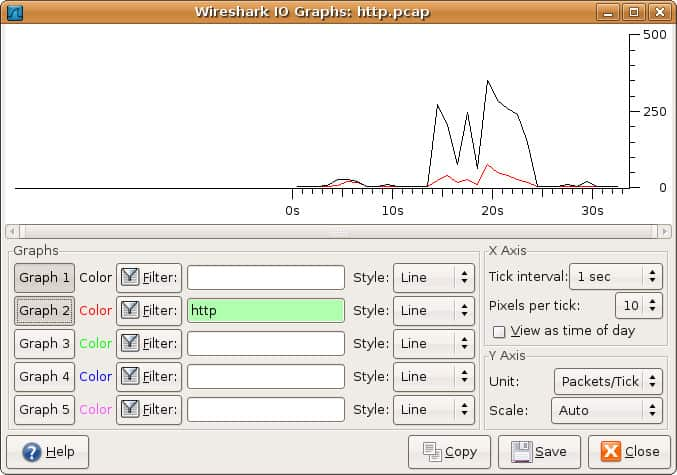 Wireshark IO Graphs: http.pcap
500
250
0
0s 10s 20s 30s
Graphs
Graph 1 Color Filter: Style: Line
Graph 2 Color Filter: http Style: Line
Graph 3 Color Filter: Style: Line
Graph 4 Color Filter: Style: Line
Graph 5 Color Filter: Style: Line
X Axis
Tick interval: 1 sec
Pixels per tick: 10
View as time of day
Y Axis
Unit: Packets/Tick
Scale: Auto
Help Copy Save Close